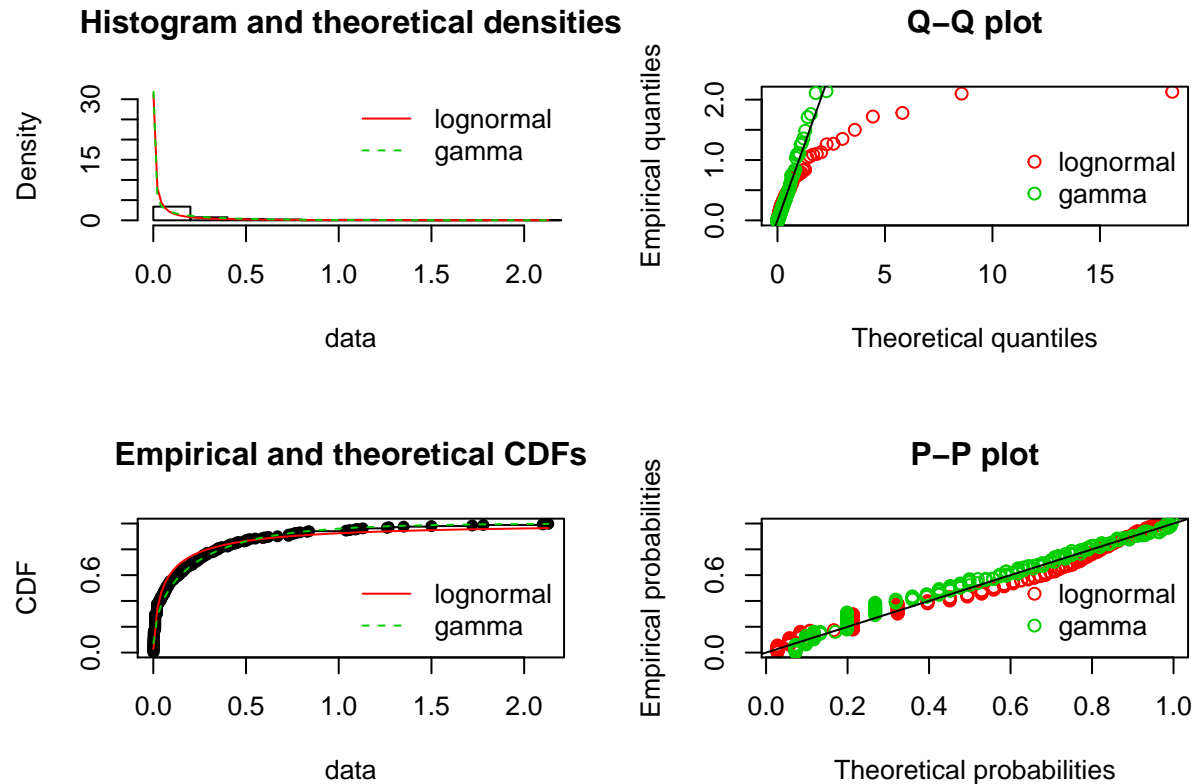 Histogram and theoretical densities
Density
30
15
0
lognormal
gamma
0.0 0.5 1.0 1.5 2.0
data
Q−Q plot
Empirical quantiles
2.0
1.0
0.0
lognormal
gamma
0 5 10 15
Theoretical quantiles
Empirical and theoretical CDFs
CDF
0.6
0.0
lognormal
gamma
0.0 0.5 1.0 1.5 2.0
data
P−P plot
Empirical probabilities
0.6
0.0
lognormal
gamma
0.0 0.2 0.4 0.6 0.8 1.0
Theoretical probabilities